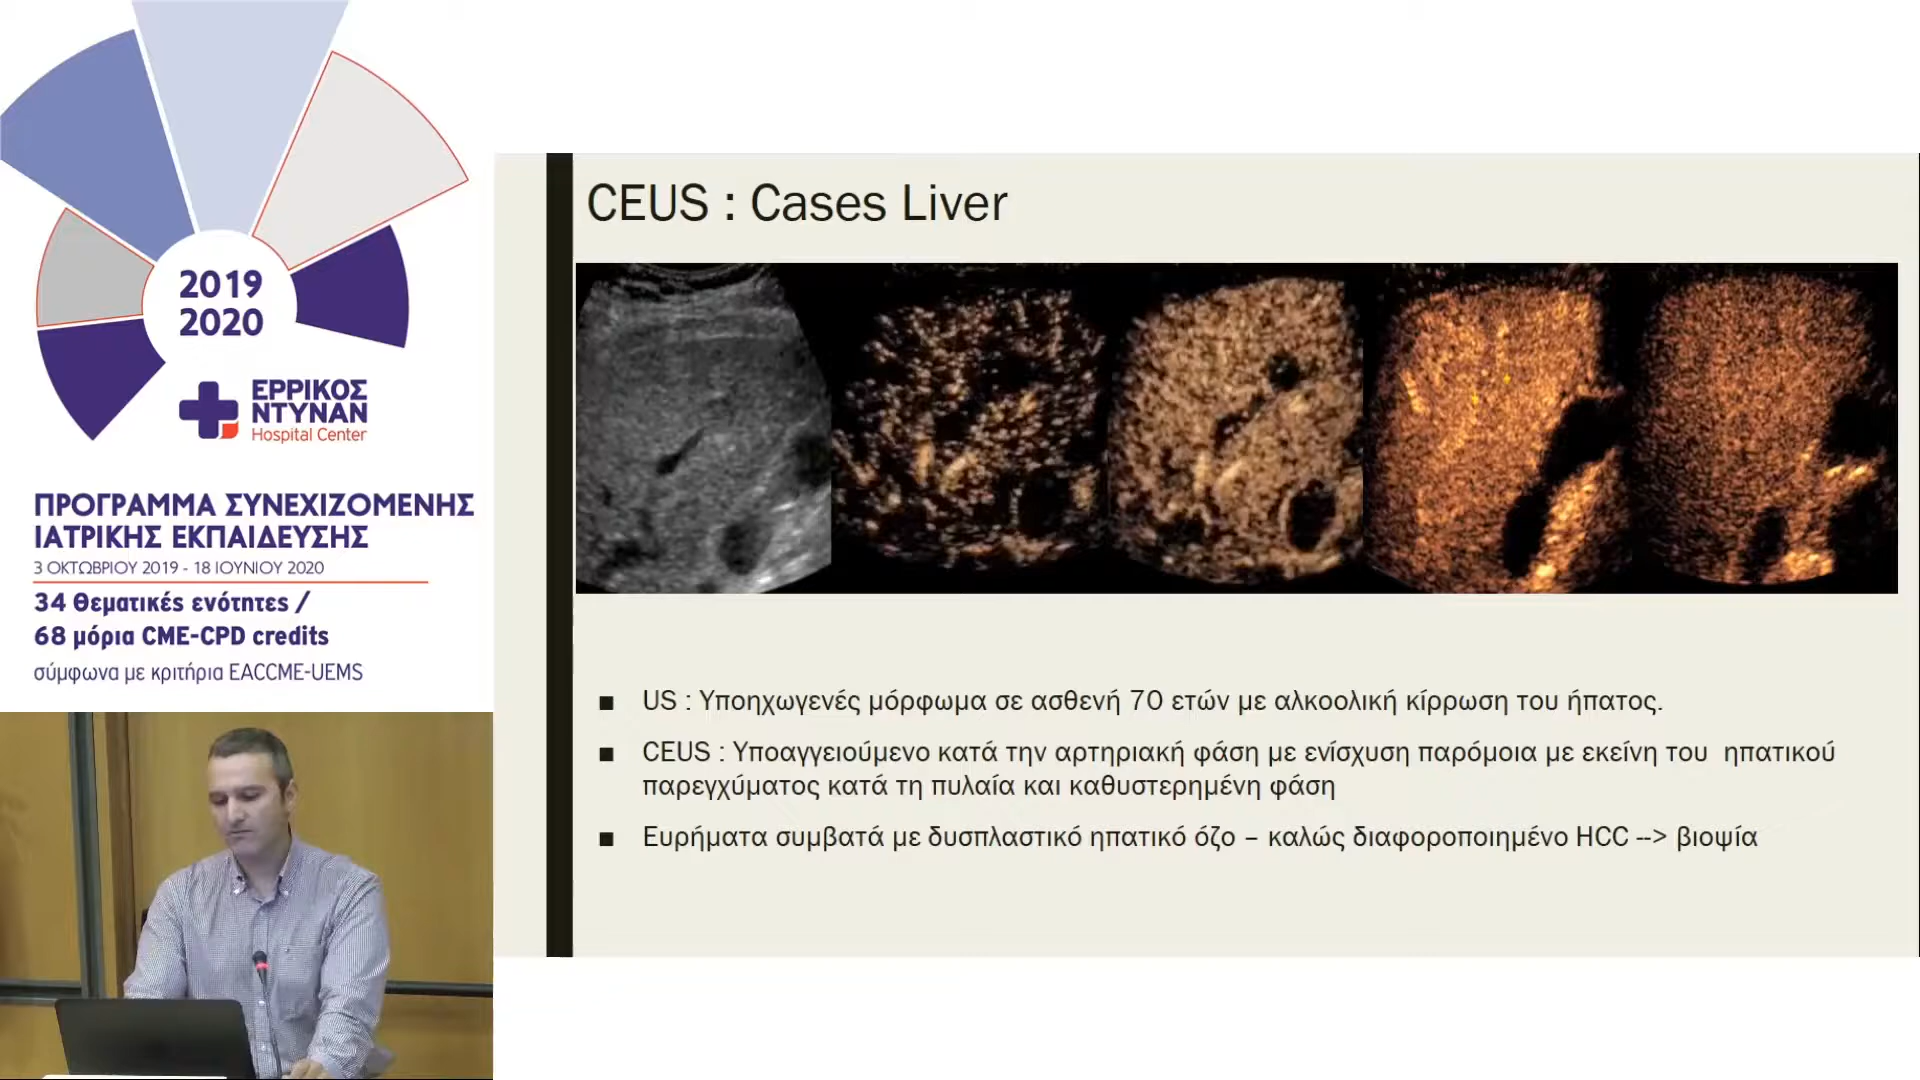 2019
2020
ΕΡΡΙΚΟΣ
ΝΤΥΝΑΝ
Hospital Center
ΠΡΟΓΡΑΜΜΑ ΣΥΝΕΧΙΖΟΜΕΝΗΣ
ΙΑΤΡΙΚΗΣ ΕΚΠΑΙΔΕΥΣΗΣ
3 ΟΚΤΩΒΡΙΟΥ 2019 - 18 ΙΟΥΝΙΟΥ 2020
34 θεματικές ενότητες /
68 μόρια CME-CPD credits
σύμφωνα με κριτήρια EACCME-UEMS
CEUS : Cases Liver
■ US : Υποηχωγενές μόρφωμα σε ασθενή 70 ετών με αλκοολική κίρρωση του ήπατος.
■ CEUS : Υποαγγειούμενο κατά την αρτηριακή φάση με ενίσχυση παρόμοια με εκείνη του ηπατικού
παρεγχύματος κατά τη πυλαία και καθυστερημένη φάση
■ Ευρήματα συμβατά με δυσπλαστικό ηπατικό όζο – καλώς διαφοροποιημένο HCC --> βιοψία